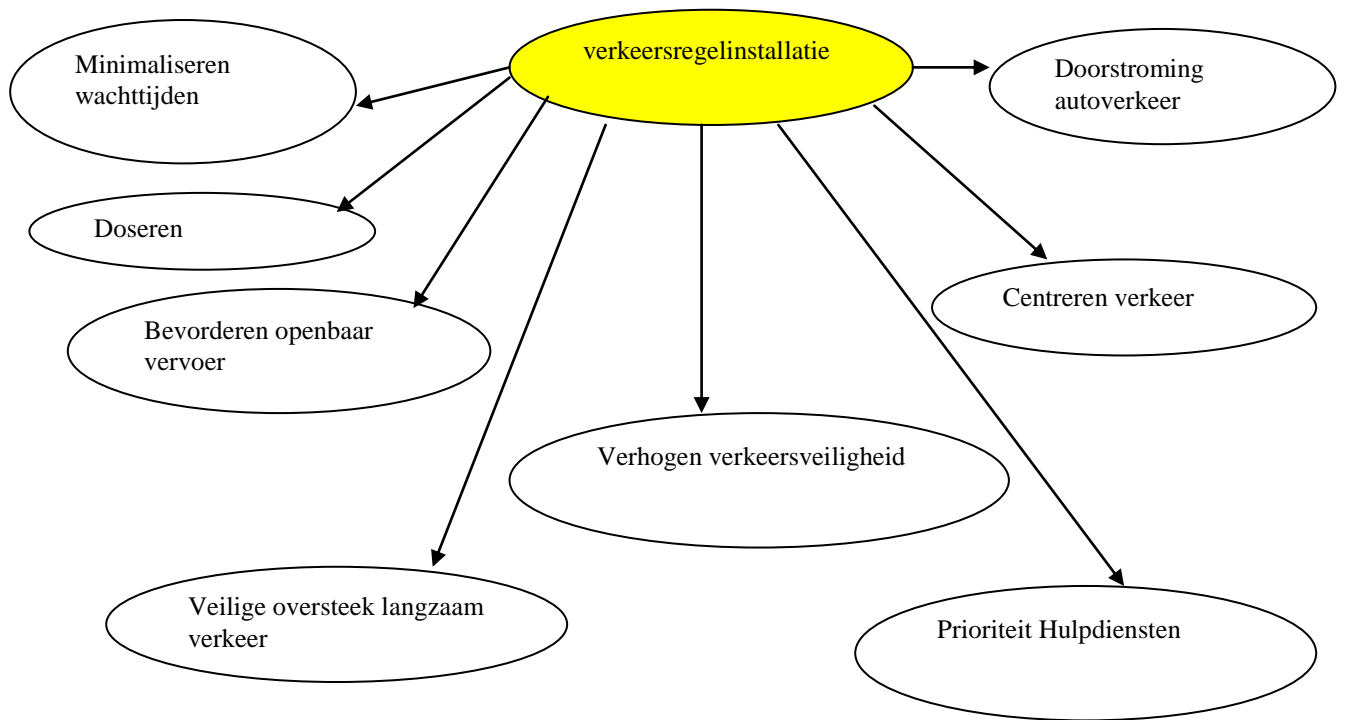 verkeersregelinstallatie
Minimaliseren
wachttijden
Doorstroming
autoverkeer
Doseren
Centreren verkeer
Bevorderen openbaar
vervoer
Verhogen verkeersveiligheid
Veilige oversteek langzaam
verkeer
Prioriteit Hulpdiensten